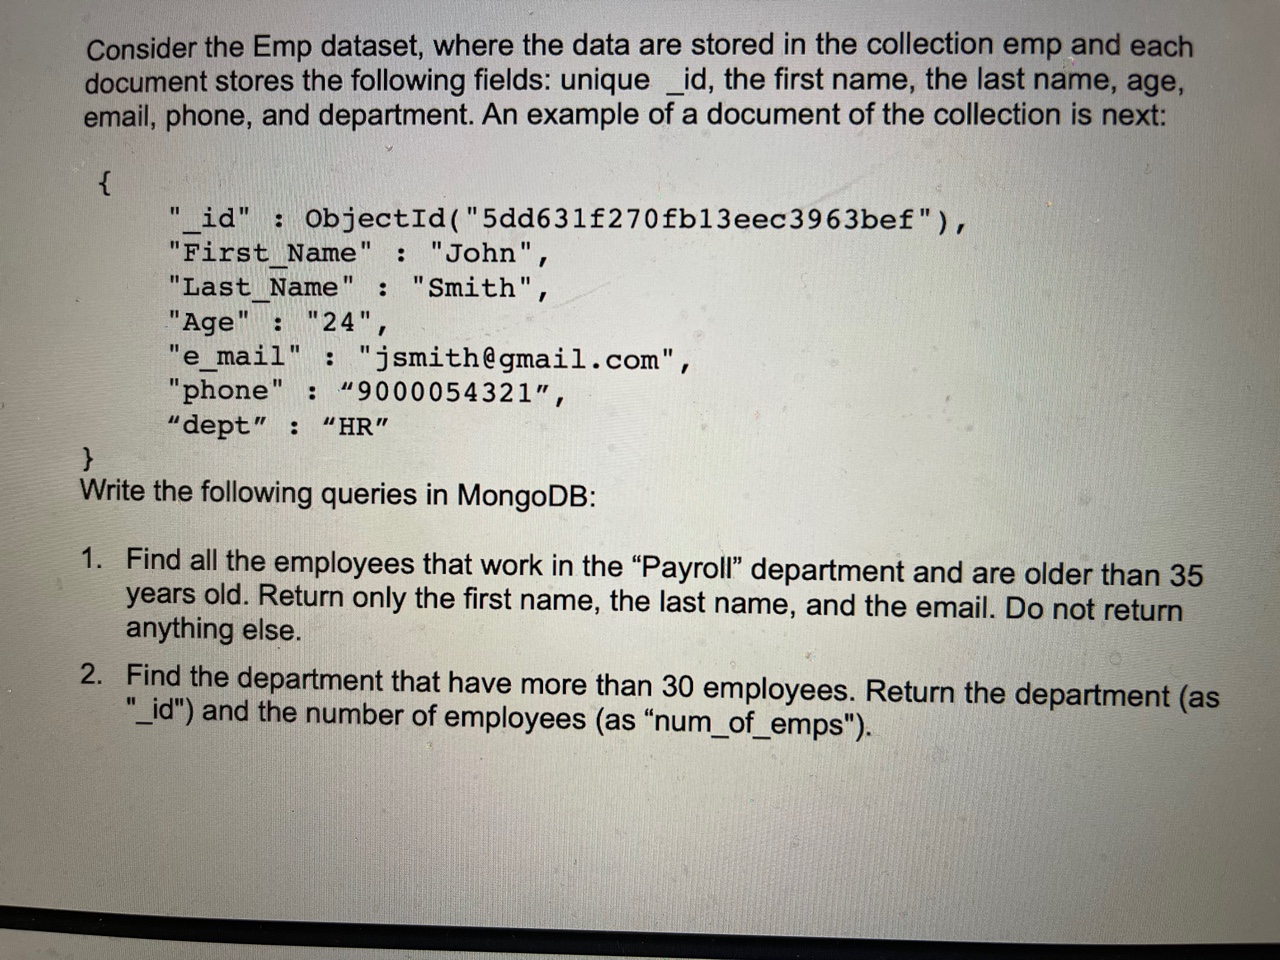 Consider the Emp dataset, where the data are stored in the collection emp and each
document stores the following fields: unique _id, the first name, the last name, age,
email, phone, and department. An example of a document of the collection is next:
{
"_id" : ObjectId("5dd631f270fb13eec3963bef"),
"First_Name" : "John",
"Last_Name" : "Smith",
"Age" : "24",
"e_mail" : "jsmith@gmail.com",
"phone" : “9000054321”,
“dept” : “HR”
}
Write the following queries in MongoDB:
1. Find all the employees that work in the “Payroll” department and are older than 35
years old. Return only the first name, the last name, and the email. Do not return
anything else.
2. Find the department that have more than 30 employees. Return the department (as
"_id") and the number of employees (as “num_of_emps").